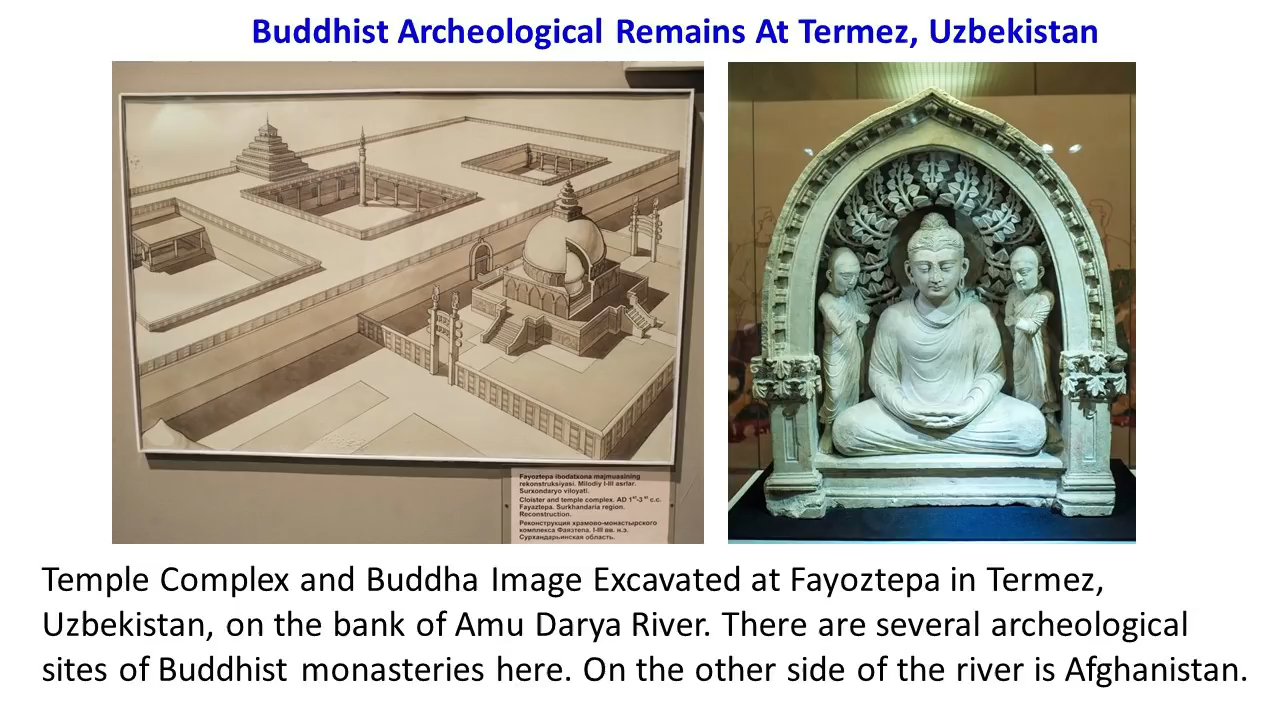 Buddhist Archeological Remains At Termez, Uzbekistan
Fayoztepa ibodatxona majmuasining
rekonstruksiyasi. Milodiy I-III asrlar.
Surxondaryo viloyati.
Cloister and temple complex. AD 1st-3st c.c.
Fayaztepa. Surkhandaria region.
Reconstruction.
Реконструкция храмово-монастырского
комплекса Фаязтепа. I-III вв. н.э.
Сурхандарьинская область.
Temple Complex and Buddha Image Excavated at Fayoztepa in Termez,
Uzbekistan, on the bank of Amu Darya River. There are several archeological
sites of Buddhist monasteries here. On the other side of the river is Afghanistan.